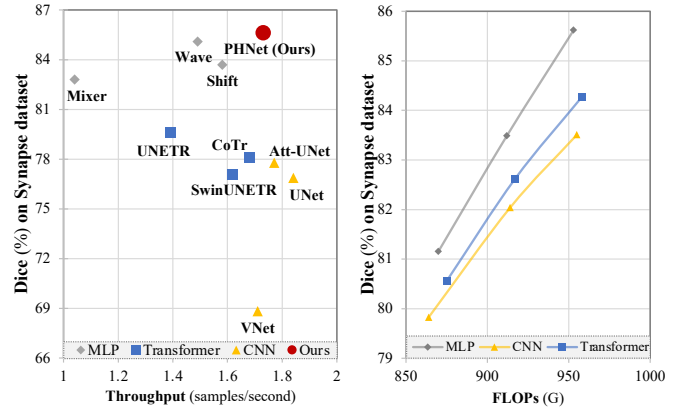 Dice (%) on Synapse dataset
87
84
81
78
75
72
69
66
Wave
PHNet (Ours)
Shift
Mixer
UNETR
CoTr
Att-UNet
SwinUNETR
UNet
VNet
MLP Transformer CNN Ours
1 1.2 1.4 1.6 1.8 2
Throughput (samples/second)
Dice (%) on Synapse dataset
86
85
84
83
82
81
80
79
MLP CNN Transformer
850 900 950 1000
FLOPs (G)